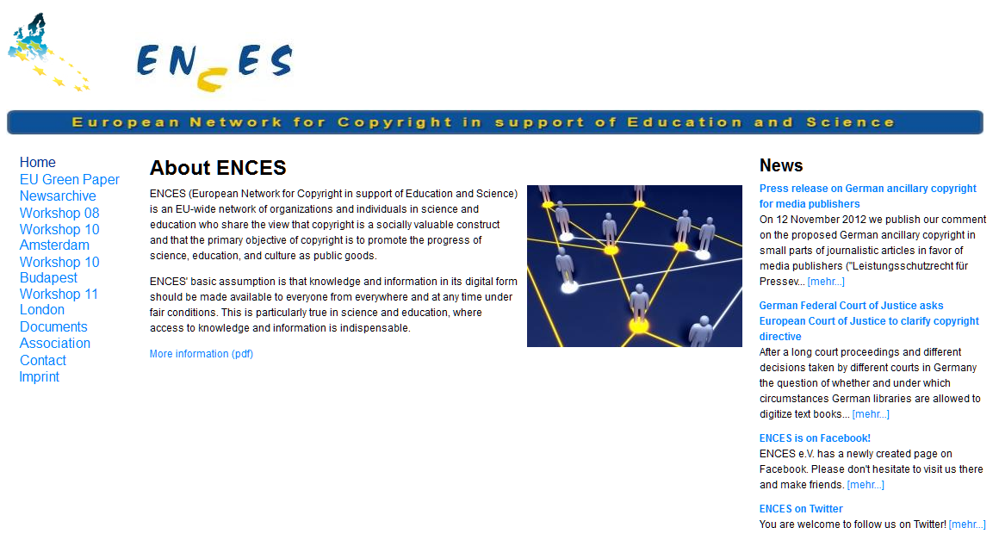 ENCES
European Network for Copyright in support of Education and Science
Home
EU Green Paper
Newsarchive
Workshop 08
Workshop 10
Amsterdam
Workshop 10
Budapest
Workshop 11
London
Documents
Association
Contact
Imprint
About ENCES
ENCES (European Network for Copyright in support of Education and Science)
is an EU-wide network of organizations and individuals in science and
education who share the view that copyright is a socially valuable construct
and that the primary objective of copyright is to promote the progress of
science, education, and culture as public goods.
ENCES' basic assumption is that knowledge and information in its digital form
should be made available to everyone from everywhere and at any time under
fair conditions. This is particularly true in science and education, where
access to knowledge and information is indispensable.
More information (pdf)
News
Press release on German ancillary copyright
for media publishers
On 12 November 2012 we publish our comment
on the proposed German ancillary copyright in
small parts of journalistic articles in favor of
media publishers ("Leistungsschutzrecht für
Pressev... [mehr...]
German Federal Court of Justice asks
European Court of Justice to clarify copyright
directive
After a long court proceedings and different
decisions taken by different courts in Germany
the question of whether and under which
circumstances German libraries are allowed to
digitize text books... [mehr...]
ENCES is on Facebook!
ENCES e.V. has a newly created page on
Facebook. Please don't hesitate to visit us there
and make friends. [mehr...]
ENCES on Twitter
You are welcome to follow us on Twitter! [mehr...]